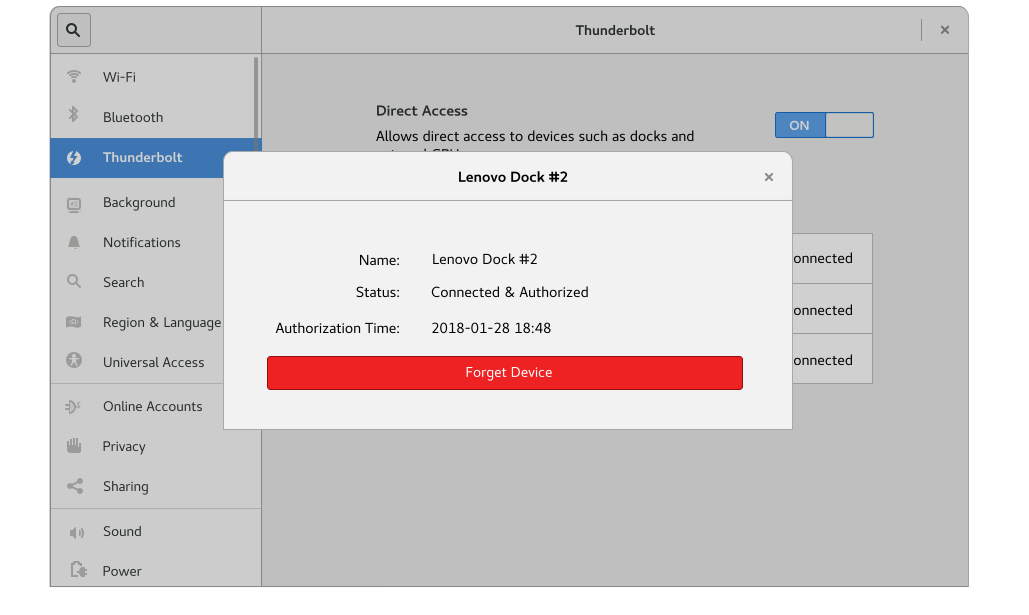 Thunderbolt
Wi-Fi
Bluetooth
Thunderbolt
Background
Notifications
Search
Region & Language
Universal Access
Online Accounts
Privacy
Sharing
Sound
Power
Direct Access
Allows direct access to devices such as docks and
ON
Lenovo Dock #2
Name: Lenovo Dock #2
Status: Connected & Authorized
Authorization Time: 2018-01-28 18:48
Forget Device
onnected
onnected
onnected